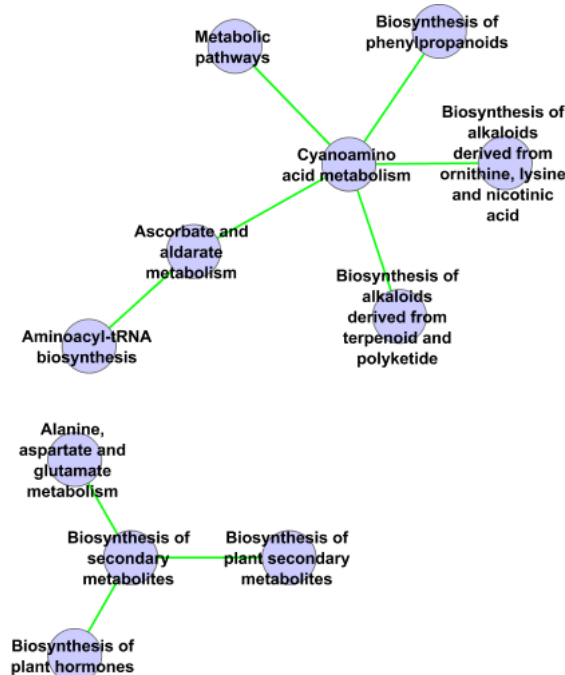 Metabolic
pathways
Biosynthesis of
phenylpropanoids
Cyanoamino
acid metabolism
Biosynthesis of
alkaloids
derived from
ornithine, lysine
and nicotinic
acid
Ascorbate and
aldarate
metabolism
Biosynthesis of
alkaloids
derived from
terpenoid and
polyketide
Aminoacyl-tRNA
biosynthesis
Alanine,
aspartate and
glutamate
metabolism
Biosynthesis of
secondary
metabolites
Biosynthesis of
plant secondary
metabolites
Biosynthesis of
plant hormones